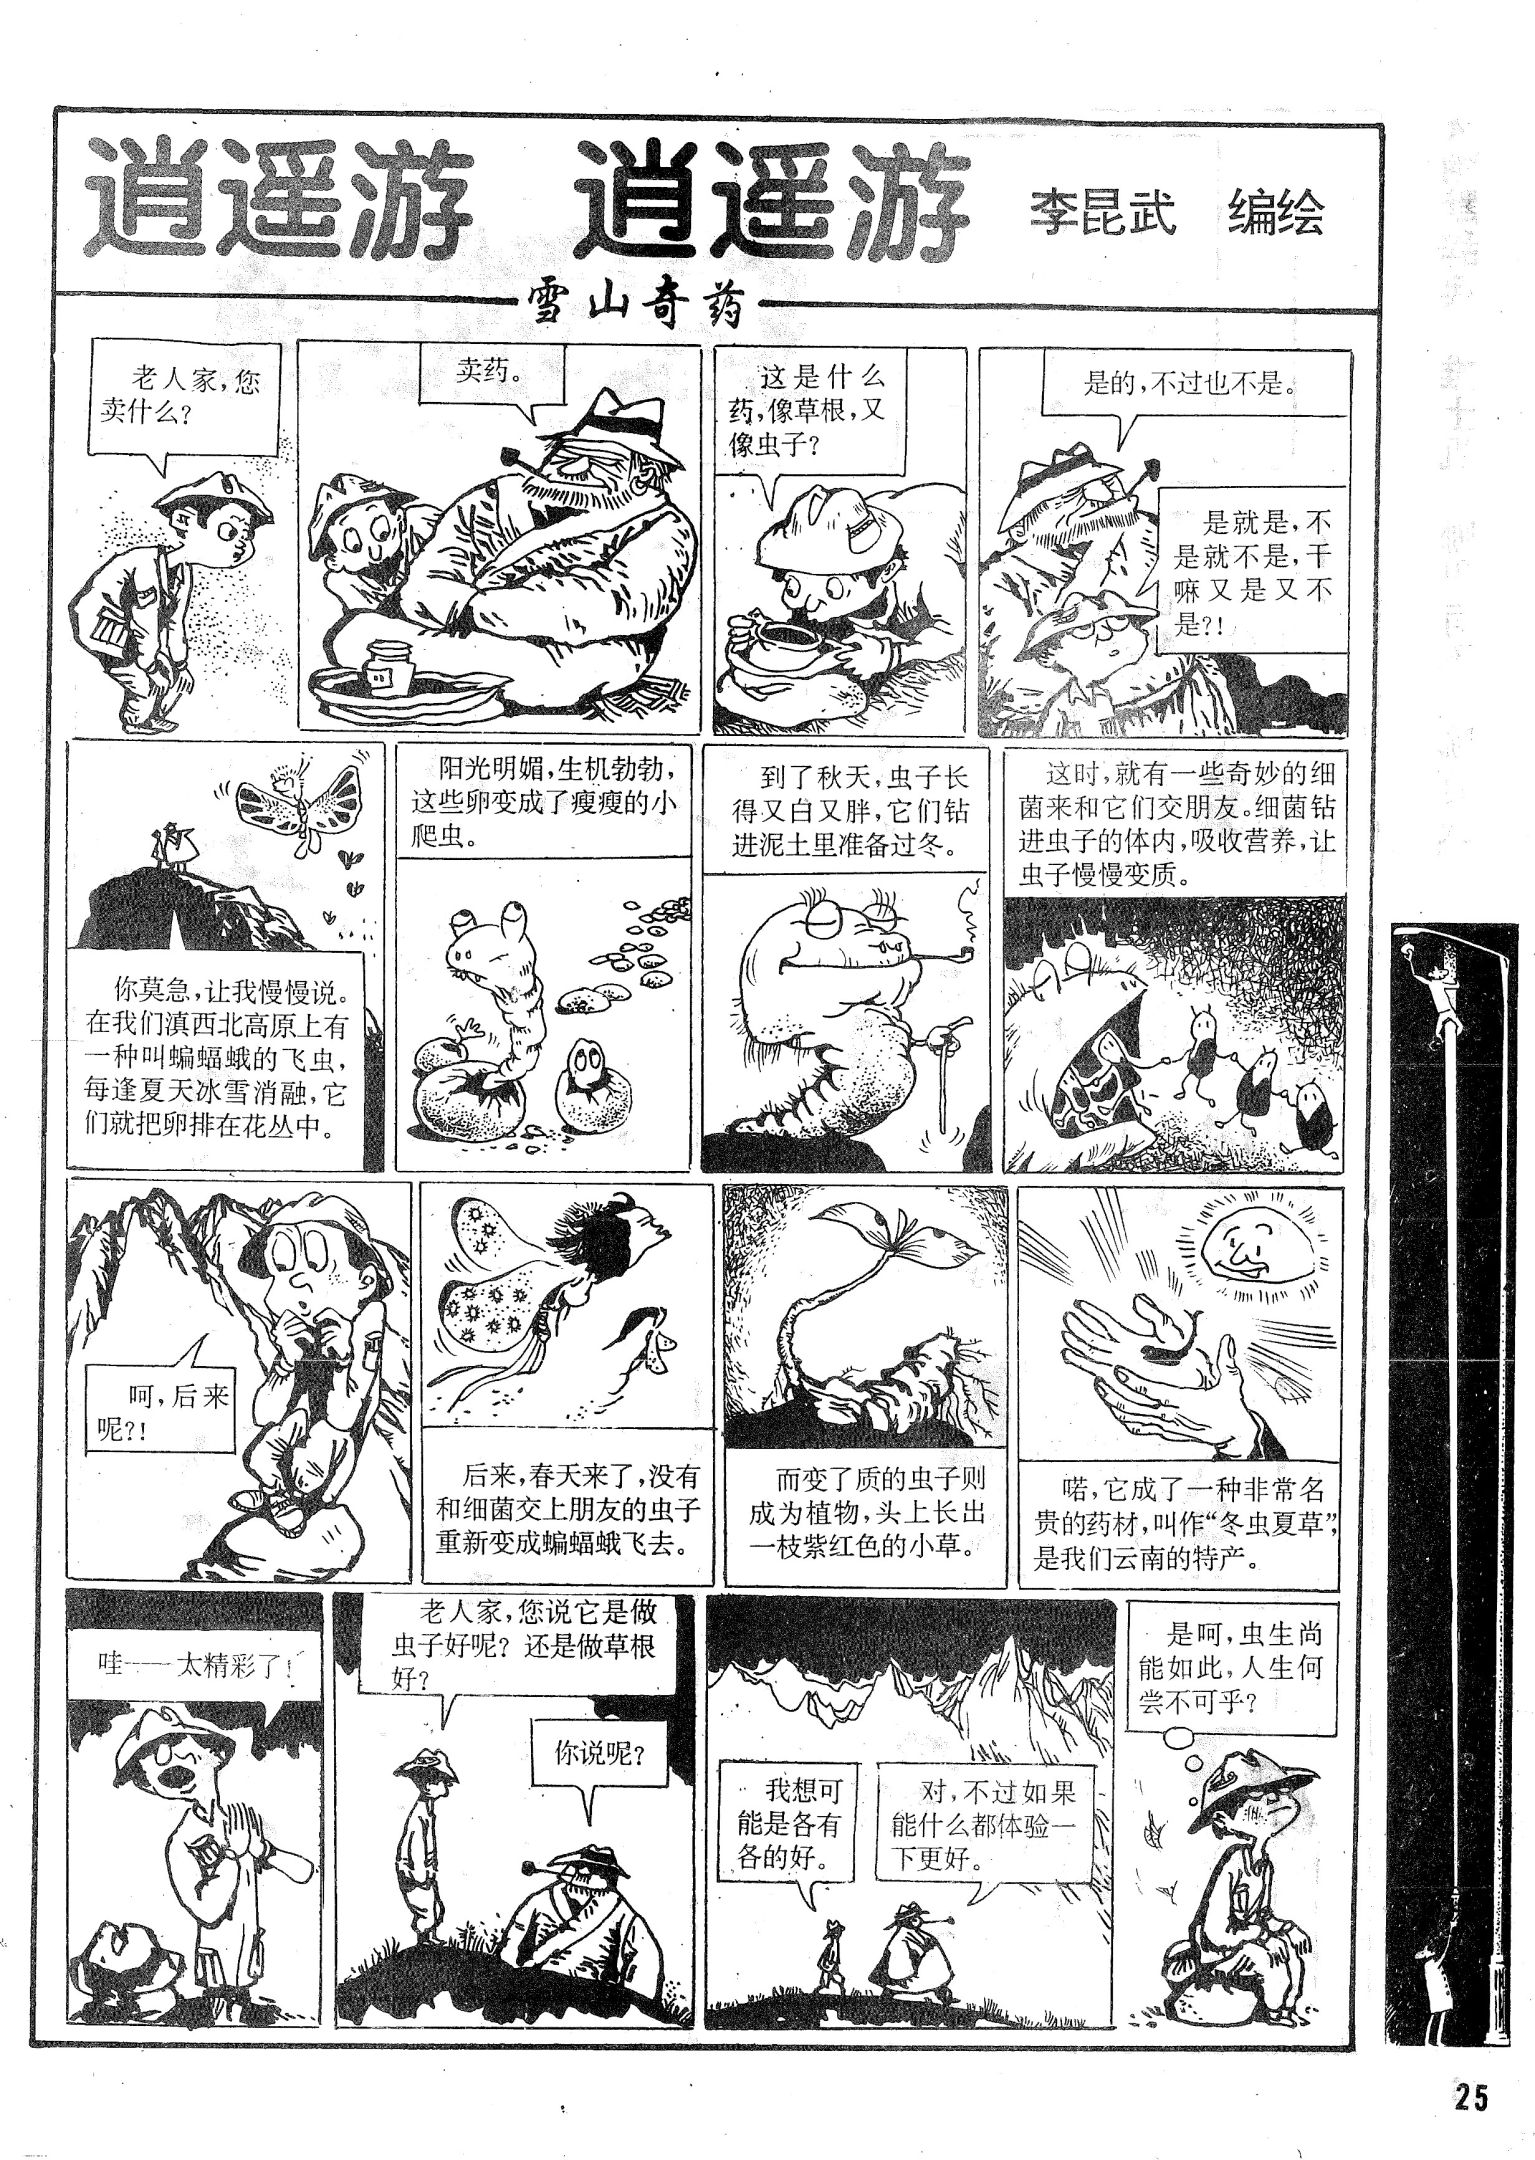 逍遥游 逍遥游 李昆武 编绘
雪山奇药
老人家，您
卖什么？
卖药。
这是什么
药，像草根，又
像虫子？
是的，不过也不是。
是就是，不
是就不是，干
嘛又是又不
是？！
你莫急，让我慢慢说。
在我们滇西北高原上有
一种叫蝙蝠蛾的飞虫，
每逢夏天冰雪消融，它
们就把卵排在花丛中。
阳光明媚，生机勃勃，
这些卵变成了瘦瘦的小
爬虫。
到了秋天，虫子长
得又白又胖，它们钻
进泥土里准备过冬。
这时，就有一些奇妙的细
菌来和它们交朋友。细菌钻
进虫子的体内，吸收营养，让
虫子慢慢变质。
呵，后来
呢？！
后来，春天来了，没有
和细菌交上朋友的虫子
重新变成蝙蝠蛾飞去。
而变了质的虫子则
成为植物，头上长出
一枝紫红色的小草。
喏，它成了一种非常名
贵的药材，叫作“冬虫夏草”，
是我们云南的特产。
哇——太精彩了！
老人家，您说它是做
虫子好呢？还是做草根
好？
你说呢？
我想可
能是各有
各的好。
对，不过如果
能什么都体验一
下更好。
是呵，虫生尚
能如此，人生何
尝不可乎？
25